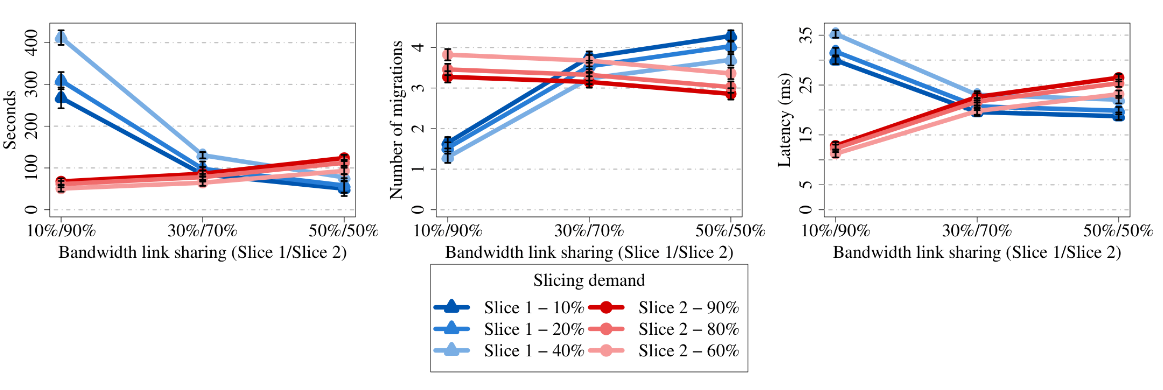 Seconds
0
100
200
300
400
10%/90%
30%/70%
50%/50%
Bandwidth link sharing (Slice 1/Slice 2)
Number of migrations
0
1
2
3
4
10%/90%
30%/70%
50%/50%
Bandwidth link sharing (Slice 1/Slice 2)
Latency (ms)
0
5
15
25
35
10%/90%
30%/70%
50%/50%
Bandwidth link sharing (Slice 1/Slice 2)
Slicing demand
Slice 1 – 10% Slice 2 – 90%
Slice 1 – 20% Slice 2 – 80%
Slice 1 – 40% Slice 2 – 60%